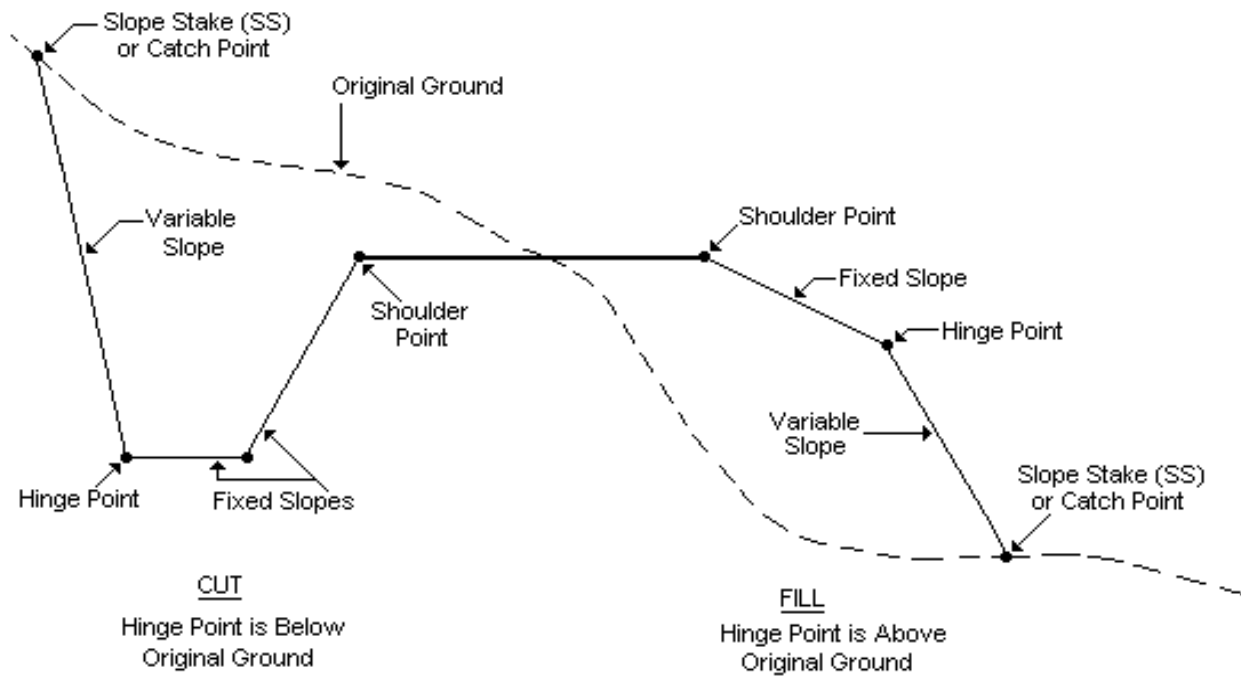 Slope Stake (SS)
or Catch Point
Original Ground
Variable
Slope
Shoulder Point
Fixed Slope
Shoulder
Point
Hinge Point
Variable
Slope
Hinge Point
Fixed Slopes
Slope Stake (SS)
or Catch Point
CUT
Hinge Point is Below
Original Ground
FILL
Hinge Point is Above
Original Ground